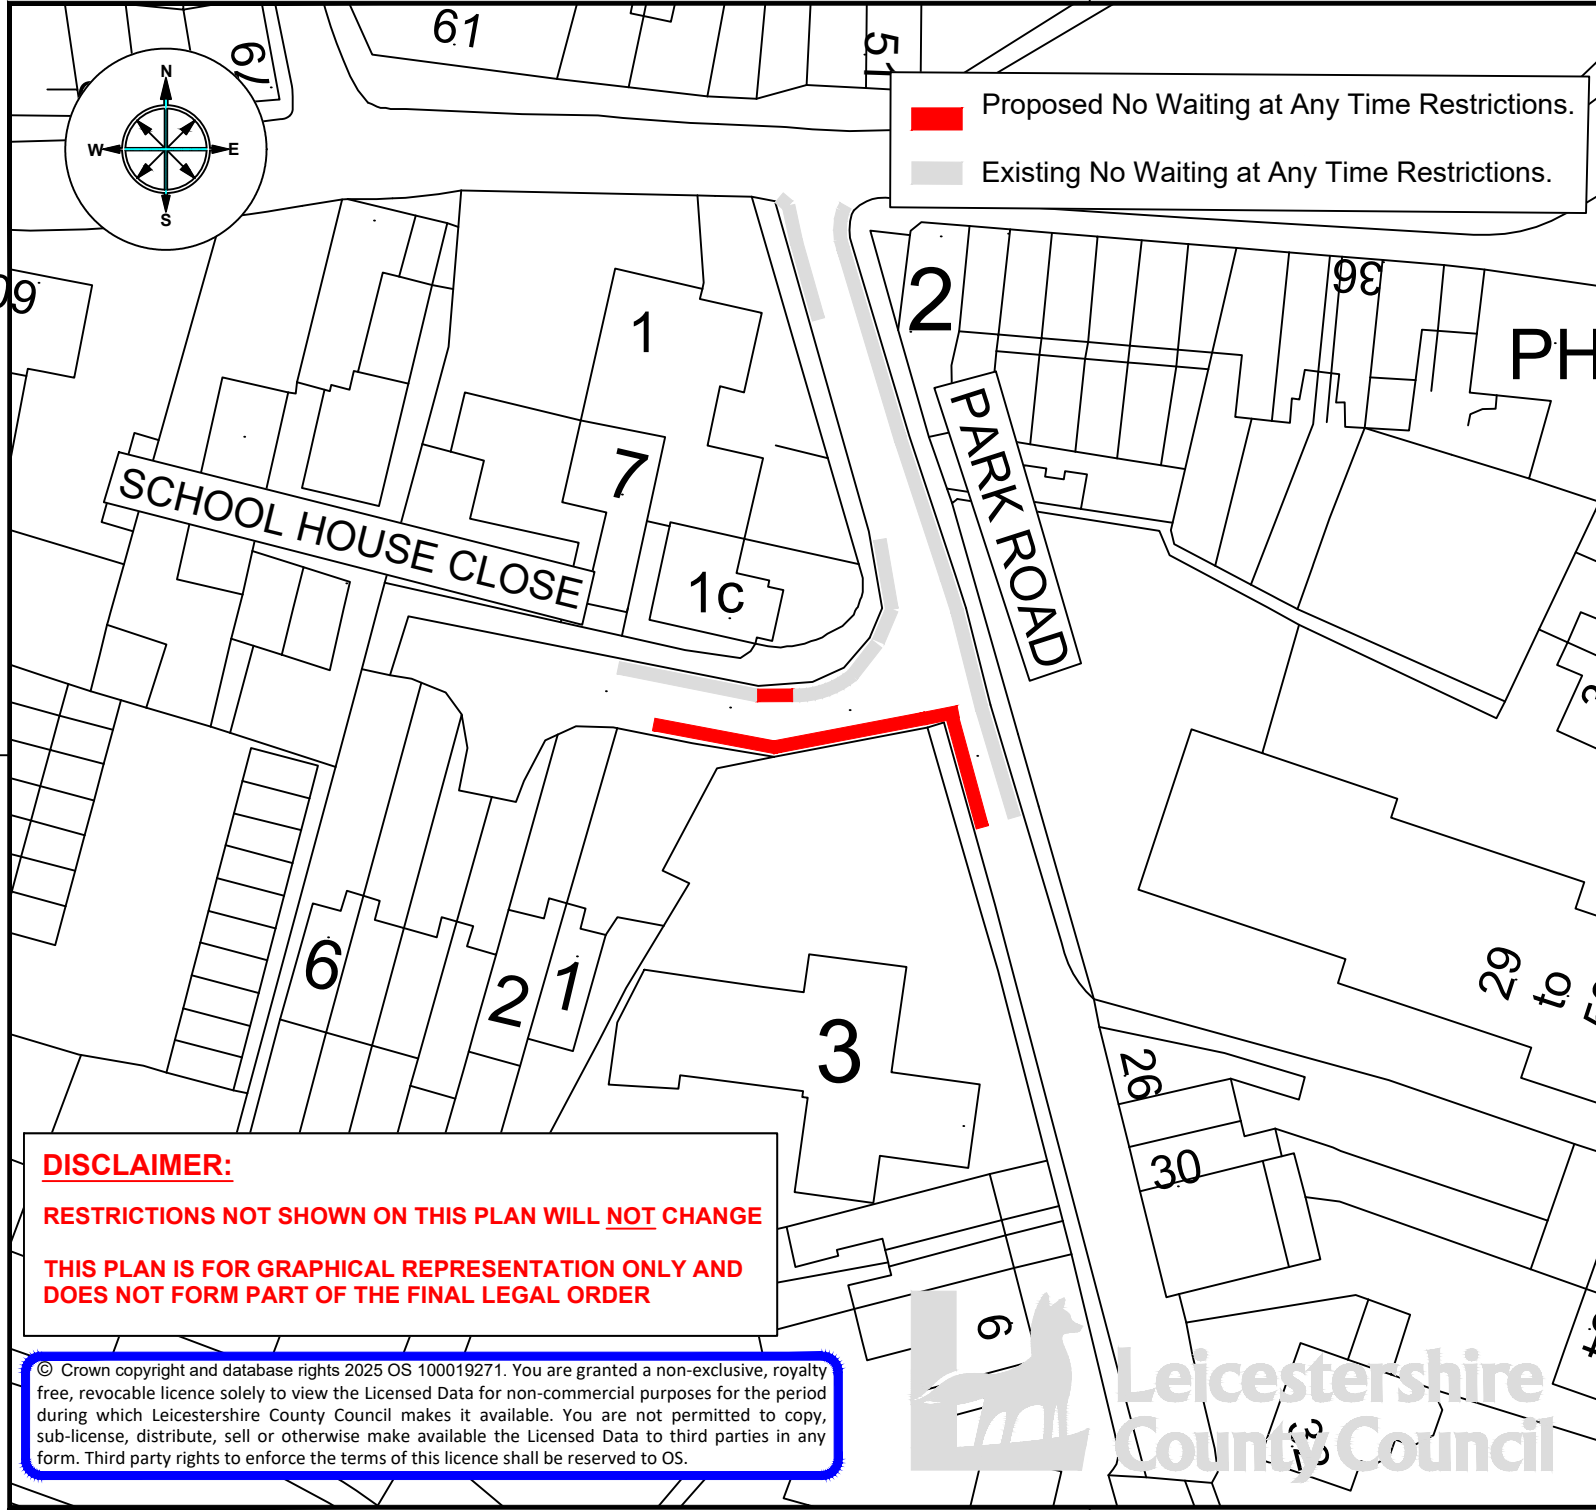 61
79
51
N
W E
S
Proposed No Waiting at Any Time Restrictions.
Existing No Waiting at Any Time Restrictions.
2
36
1
PH
7
PARK ROAD
SCHOOL HOUSE CLOSE
1c
6
2
1
3
29
to
26
30
6
DISCLAIMER:
RESTRICTIONS NOT SHOWN ON THIS PLAN WILL NOT CHANGE
THIS PLAN IS FOR GRAPHICAL REPRESENTATION ONLY AND
DOES NOT FORM PART OF THE FINAL LEGAL ORDER
© Crown copyright and database rights 2025 OS 100019271. You are granted a non-exclusive, royalty
free, revocable licence solely to view the Licensed Data for non-commercial purposes for the period
during which Leicestershire County Council makes it available. You are not permitted to copy,
sub-license, distribute, sell or otherwise make available the Licensed Data to third parties in any
form. Third party rights to enforce the terms of this licence shall be reserved to OS.
Leicestershire
County Council